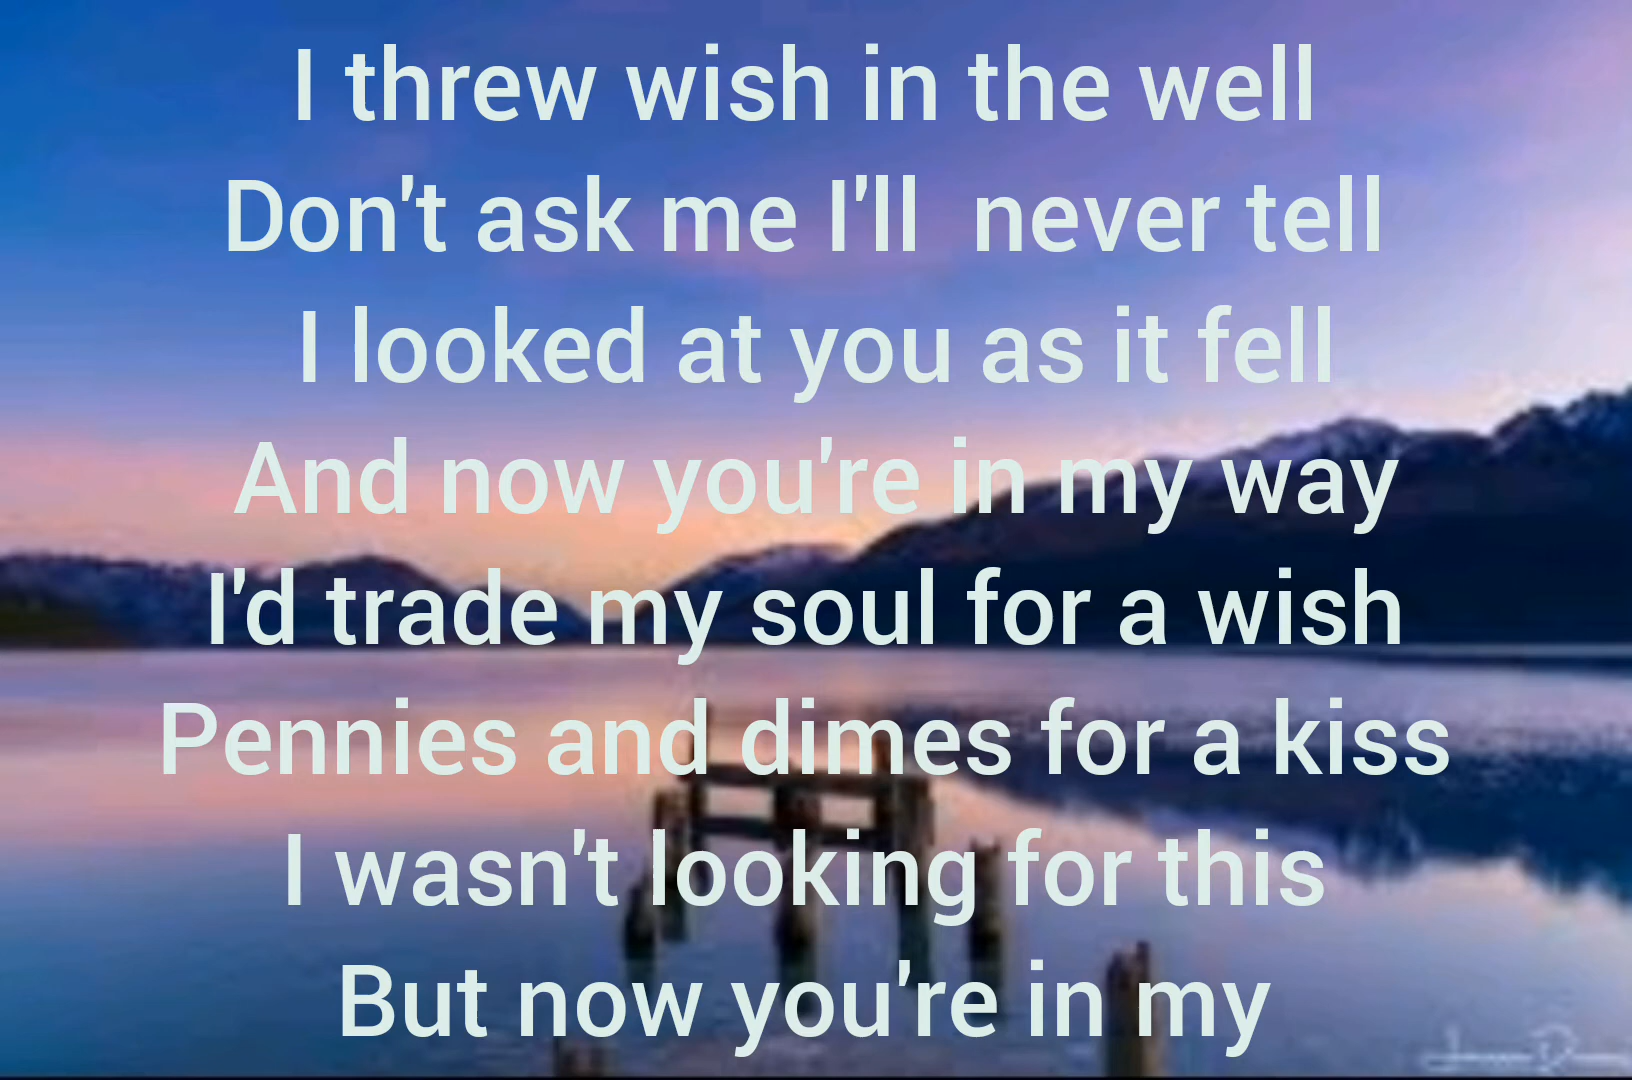 I threw wish in the well
Don't ask me I'll  never tell
I looked at you as it fell
And now you're in my way
I'd trade my soul for a wish
Pennies and dimes for a kiss
I wasn't looking for this
But now you're in my